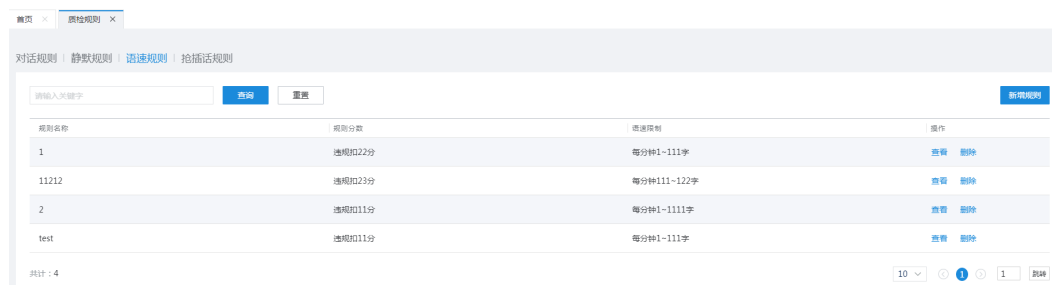 首页 × 质检规则 ×
对话规则 | 静默规则 | 语速规则 | 抢插话规则
请输入关键字 查询 重置 新增规则
规则名称 规则分数 语速限制 操作
1 违规扣22分 每分钟1~111字 查看 删除
11212 违规扣23分 每分钟111~122字 查看 删除
2 违规扣11分 每分钟1~1111字 查看 删除
test 违规扣11分 每分钟1~111字 查看 删除
共计：4 10 1 1 跳转